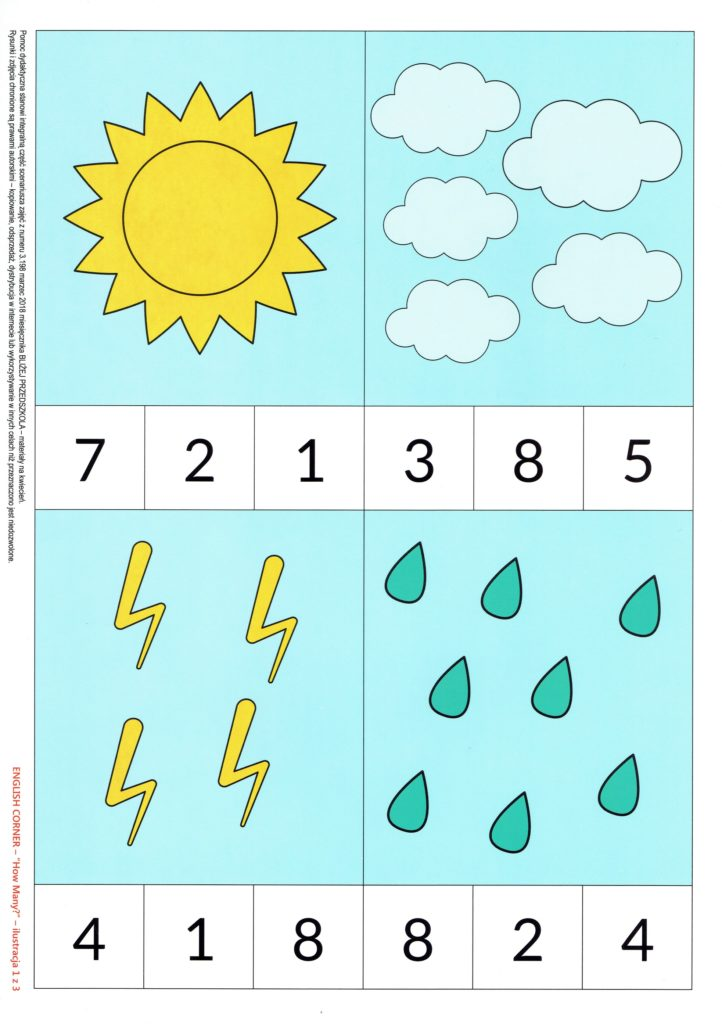 Pomoc dydaktyczna stanowi integralną część scenariusza zajęć z numeru 3.198 marzec 2018 miesięcznika BLIŻEJ PRZEDSZKOLA – materiały na kwiecień.
Rysunki i zdjęcia chronione są prawami autorskimi – kopiowanie, odsprzedaż, dystrybucja w internecie lub wykorzystywanie w innych celach niż przeznaczono jest niedozwolone.
7 2 1 3 8 5
4 1 8 8 2 4
ENGLISH CORNER – "How Many?" – ilustracja 1 z 3